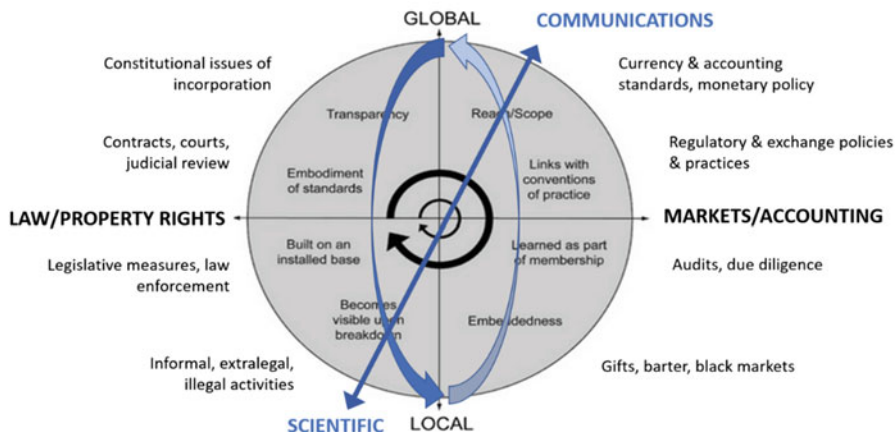 GLOBAL
COMMUNICATIONS
Constitutional issues of
incorporation
Currency & accounting
standards, monetary policy
Transparency
Reach/Scope
Contracts, courts,
judicial review
Regulatory & exchange policies
& practices
Embodiment
of standards
Links with
conventions
of practice
LAW/PROPERTY RIGHTS
MARKETS/ACCOUNTING
Built on an
installed base
Learned as part
of membership
Legislative measures, law
enforcement
Audits, due diligence
Becomes
visible upon
breakdown
Embeddedness
Informal, extralegal,
illegal activities
Gifts, barter, black markets
SCIENTIFIC
LOCAL